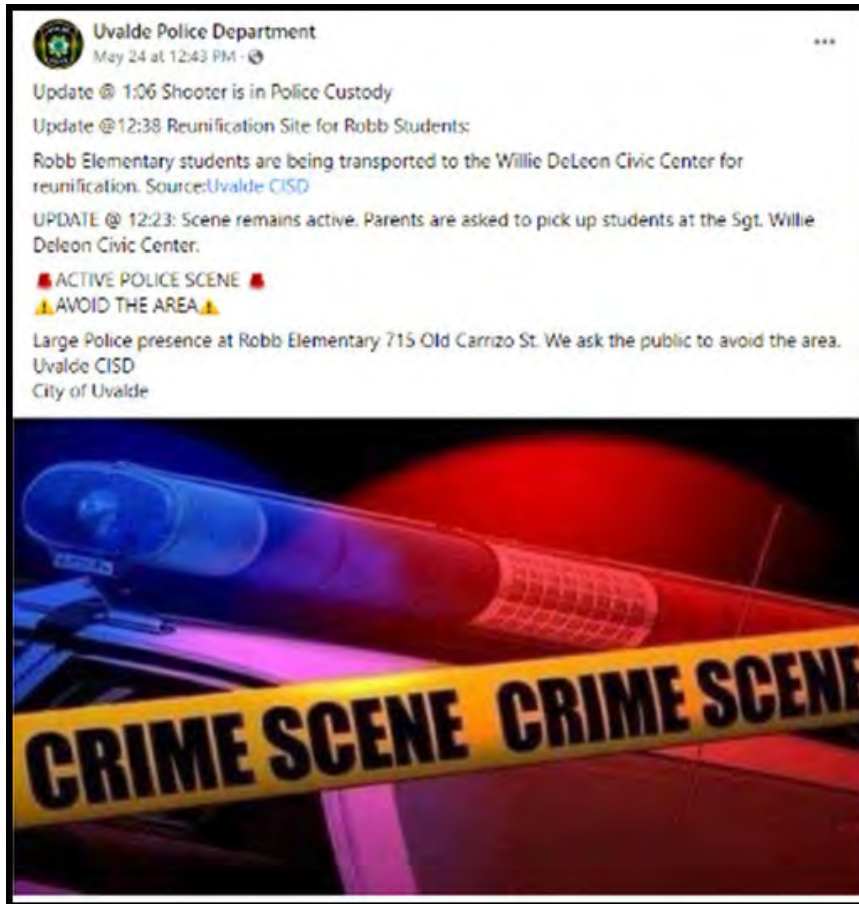 Uvalde Police Department
May 24 at 12:43 PM ·
Update @ 1:06 Shooter is in Police Custody
Update @12:38 Reunification Site for Robb Students:
Robb Elementary students are being transported to the Willie DeLeon Civic Center for
reunification. Source:Uvalde CISD
UPDATE @ 12:23: Scene remains active. Parents are asked to pick up students at the Sgt. Willie
Deleon Civic Center.
🚨ACTIVE POLICE SCENE 🚨
⚠️AVOID THE AREA⚠️
Large Police presence at Robb Elementary 715 Old Carrizo St. We ask the public to avoid the area.
Uvalde CISD
City of Uvalde
CRIME SCENE CRIME SCENE